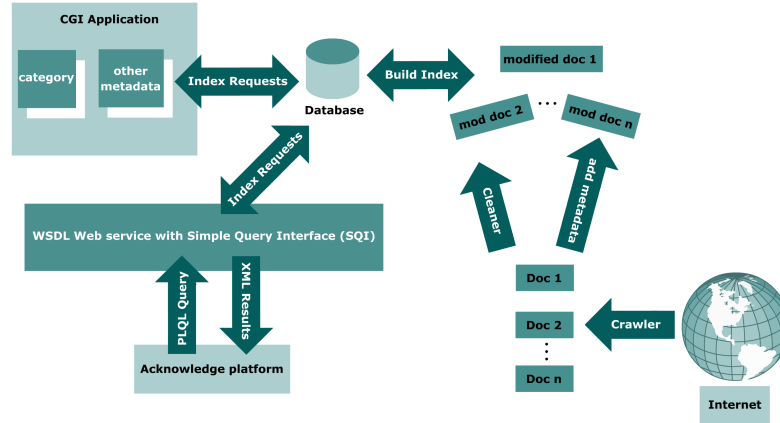 CGI Application
category
other
metadata
Index Requests
Database
Build Index
modified doc 1
mod doc 2
...
mod doc n
Index Requests
Cleaner
add metadata
WSDL Web service with Simple Query Interface (SQI)
PLQL Query
XML Results
Acknowledge platform
Doc 1
Doc 2
Doc n
Crawler
Internet